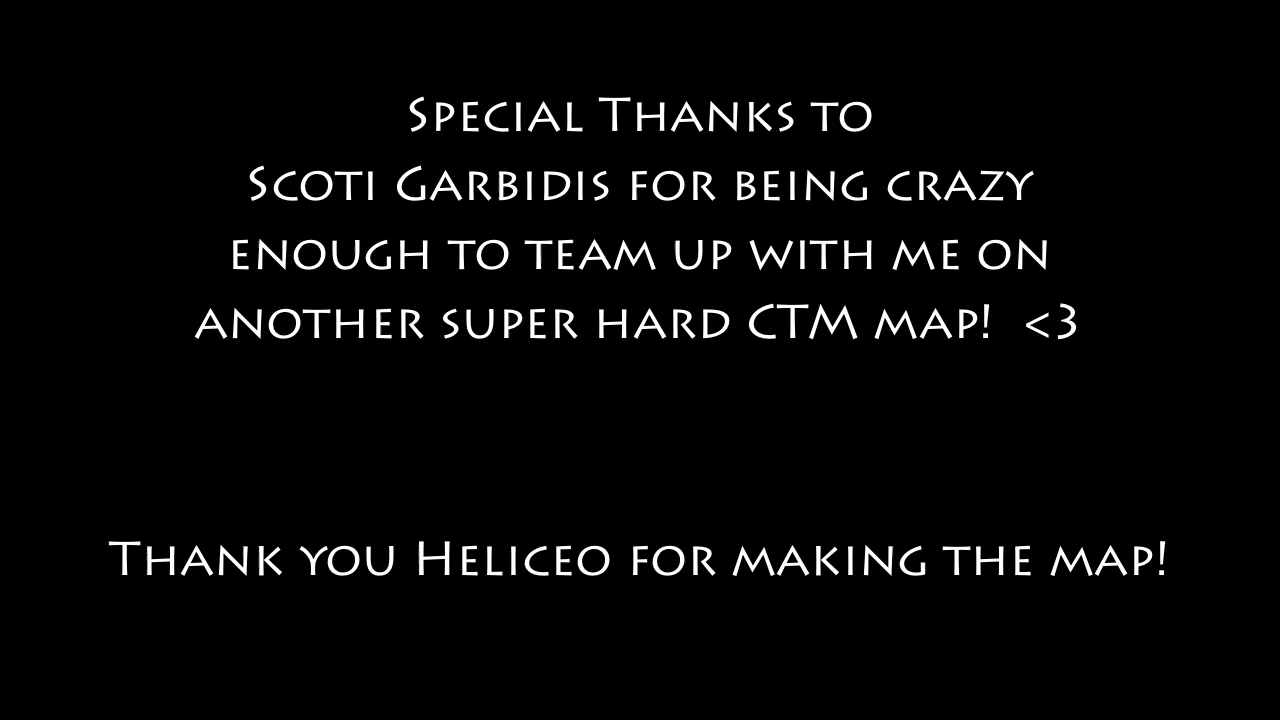 Special Thanks to
Scoti Garbidis for being crazy
enough to team up with me on
another super hard CTM map!  <3
Thank you Heliceo for making the map!